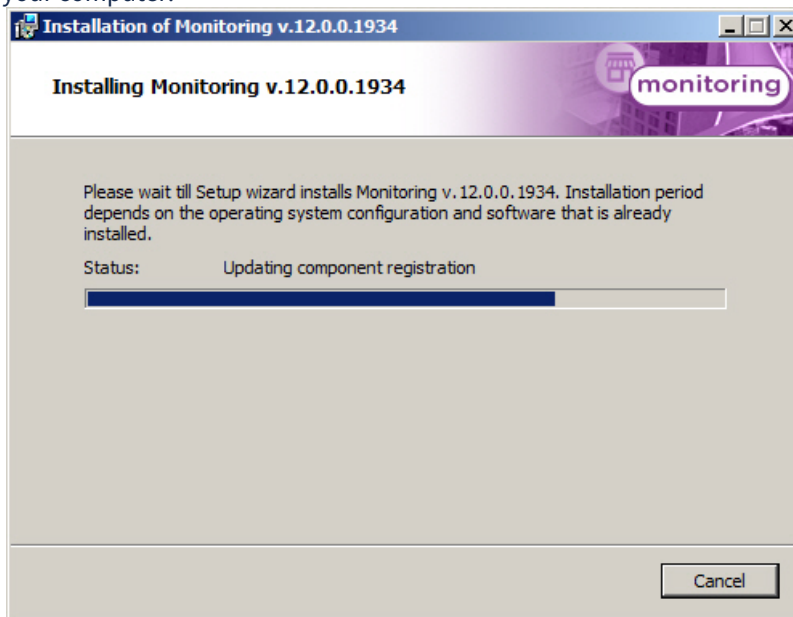 your computer.
Installation of Monitoring v.12.0.0.1934
Installing Monitoring v.12.0.0.1934
monitoring
Please wait till Setup wizard installs Monitoring v.12.0.0.1934. Installation period
depends on the operating system configuration and software that is already
installed.
Status: Updating component registration
Cancel